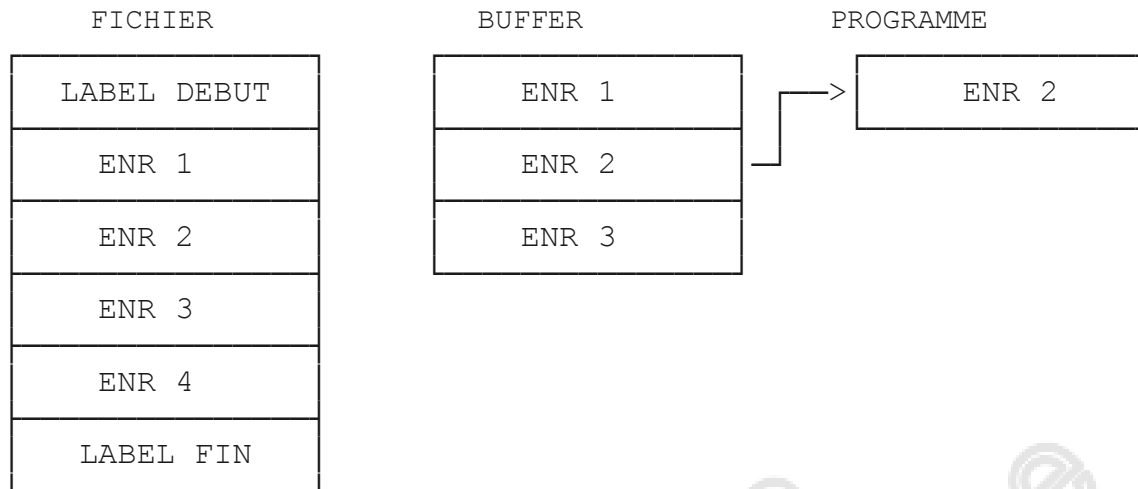 FICHIER BUFFER PROGRAMME
LABEL DEBUT ENR 1 > ENR 2
ENR 1 ENR 2
ENR 2 ENR 3
ENR 3
ENR 4
LABEL FIN